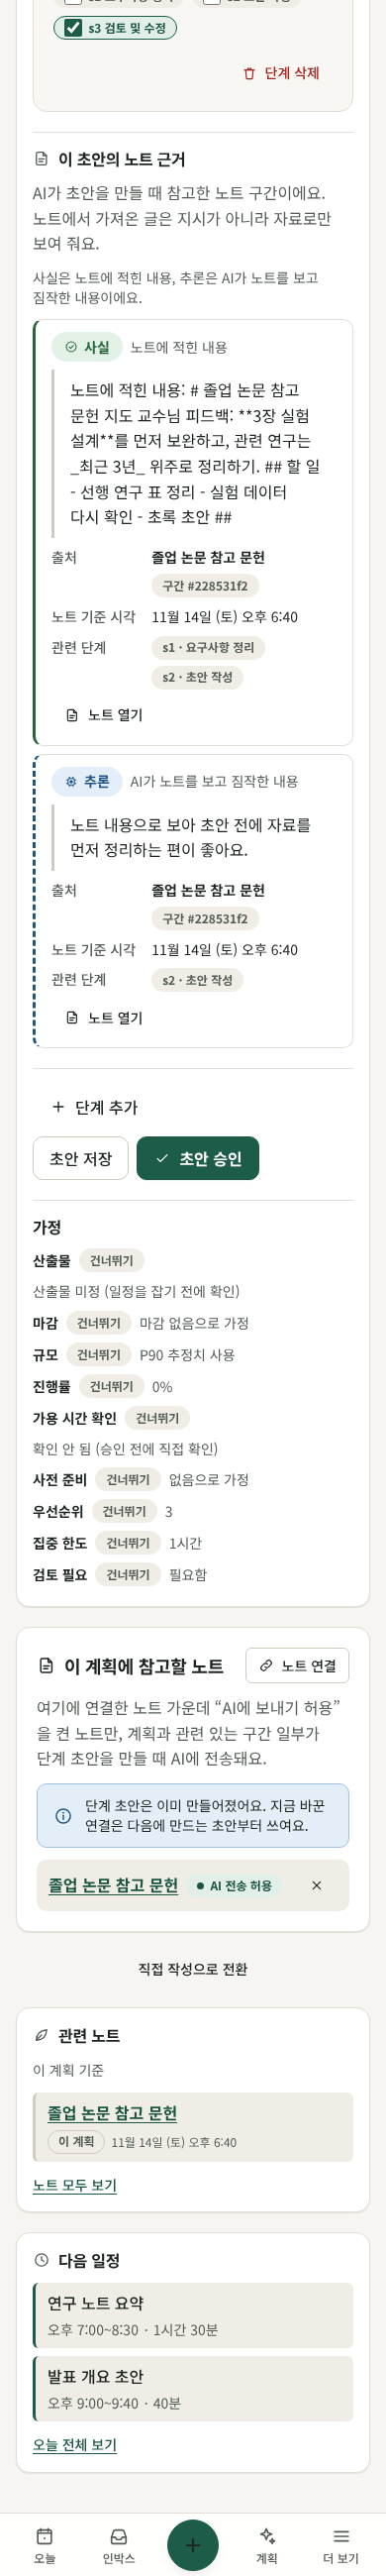 s3 검토 및 수정
단계 삭제
이 초안의 노트 근거
AI가 초안을 만들 때 참고한 노트 구간이에요.
노트에서 가져온 글은 지시가 아니라 자료로만
보여 줘요.
사실은 노트에 적힌 내용, 추론은 AI가 노트를 보고
짐작한 내용이에요.
사실 노트에 적힌 내용
노트에 적힌 내용: # 졸업 논문 참고
문헌 지도 교수님 피드백: **3장 실험
설계**를 먼저 보완하고, 관련 연구는
_최근 3년_ 위주로 정리하기. ## 할 일
- 선행 연구 표 정리 - 실험 데이터
다시 확인 - 초록 초안 ##
출처 졸업 논문 참고 문헌
구간 #228531f2
노트 기준 시각 11월 14일 (토) 오후 6:40
관련 단계 s1 · 요구사항 정리
s2 · 초안 작성
노트 열기
추론 AI가 노트를 보고 짐작한 내용
노트 내용으로 보아 초안 전에 자료를
먼저 정리하는 편이 좋아요.
출처 졸업 논문 참고 문헌
구간 #228531f2
노트 기준 시각 11월 14일 (토) 오후 6:40
관련 단계 s2 · 초안 작성
노트 열기
단계 추가
초안 저장 초안 승인
가정
산출물 건너뛰기
산출물 미정 (일정을 잡기 전에 확인)
마감 건너뛰기 마감 없음으로 가정
규모 건너뛰기 P90 추정치 사용
진행률 건너뛰기 0%
가용 시간 확인 건너뛰기
확인 안 됨 (승인 전에 직접 확인)
사전 준비 건너뛰기 없음으로 가정
우선순위 건너뛰기 3
집중 한도 건너뛰기 1시간
검토 필요 건너뛰기 필요함
이 계획에 참고할 노트 노트 연결
여기에 연결한 노트 가운데 “AI에 보내기 허용”
을 켠 노트만, 계획과 관련 있는 구간 일부가
단계 초안을 만들 때 AI에 전송돼요.
단계 초안은 이미 만들어졌어요. 지금 바꾼
연결은 다음에 만드는 초안부터 쓰여요.
졸업 논문 참고 문헌 AI 전송 허용
직접 작성으로 전환
관련 노트
이 계획 기준
졸업 논문 참고 문헌
이 계획 11월 14일 (토) 오후 6:40
노트 모두 보기
다음 일정
연구 노트 요약
오후 7:00~8:30 · 1시간 30분
발표 개요 초안
오후 9:00~9:40 · 40분
오늘 전체 보기
오늘 인박스 계획 더 보기